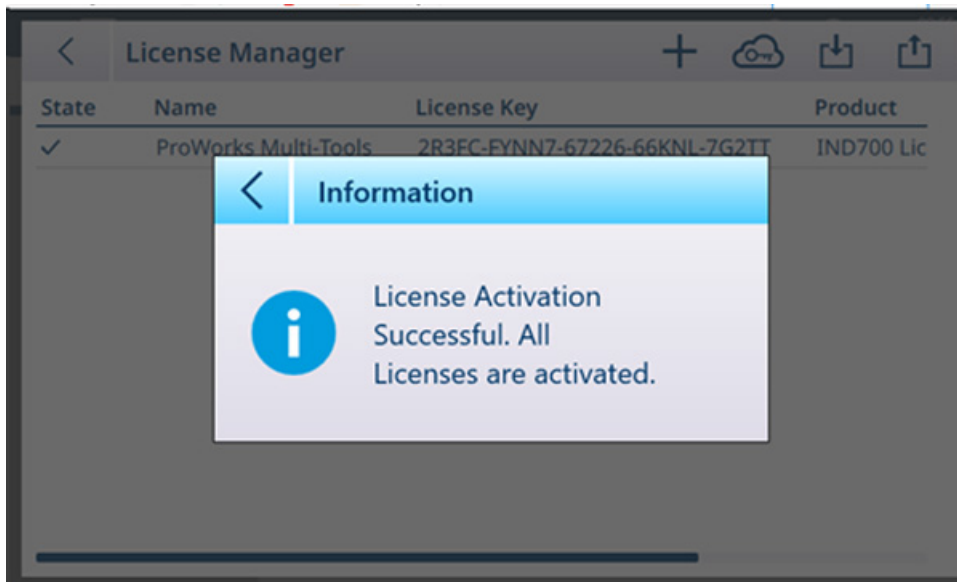 License Manager
State Name License Key Product
ProWorks Multi-Tools 2R3FC-FYNN7-67226-66KNL-7G2TT IND700 Lic
Information
License Activation
Successful. All
Licenses are activated.